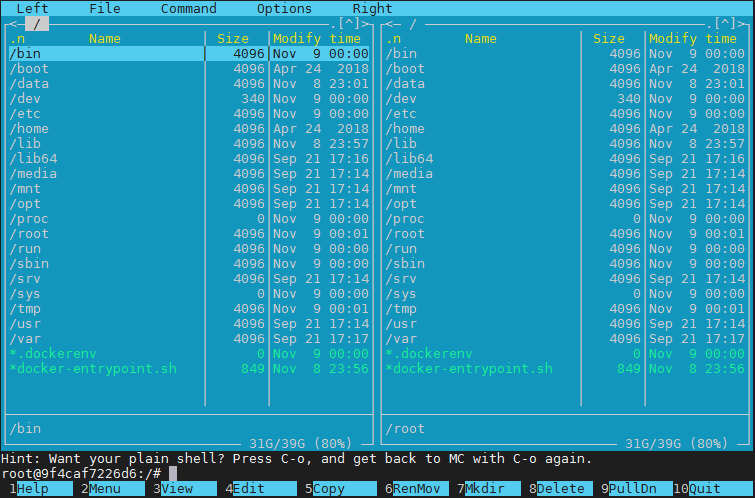 Left File Command Options Right
<─ / .[^]> <─ / .[^]>
.n Name Size Modify time .n Name Size Modify time
/bin 4096 Nov 9 00:00 /bin 4096 Nov 9 00:00
/boot 4096 Apr 24 2018 /boot 4096 Apr 24 2018
/data 4096 Nov 8 23:01 /data 4096 Nov 8 23:01
/dev 340 Nov 9 00:00 /dev 340 Nov 9 00:00
/etc 4096 Nov 9 00:00 /etc 4096 Nov 9 00:00
/home 4096 Apr 24 2018 /home 4096 Apr 24 2018
/lib 4096 Nov 8 23:57 /lib 4096 Nov 8 23:57
/lib64 4096 Sep 21 17:16 /lib64 4096 Sep 21 17:16
/media 4096 Sep 21 17:14 /media 4096 Sep 21 17:14
/mnt 4096 Sep 21 17:14 /mnt 4096 Sep 21 17:14
/opt 4096 Sep 21 17:14 /opt 4096 Sep 21 17:14
/proc 0 Nov 9 00:00 /proc 0 Nov 9 00:00
/root 4096 Nov 9 00:01 /root 4096 Nov 9 00:01
/run 4096 Nov 9 00:00 /run 4096 Nov 9 00:00
/sbin 4096 Nov 9 00:00 /sbin 4096 Nov 9 00:00
/srv 4096 Sep 21 17:14 /srv 4096 Sep 21 17:14
/sys 0 Nov 9 00:00 /sys 0 Nov 9 00:00
/tmp 4096 Nov 9 00:01 /tmp 4096 Nov 9 00:01
/usr 4096 Sep 21 17:14 /usr 4096 Sep 21 17:14
/var 4096 Sep 21 17:17 /var 4096 Sep 21 17:17
*.dockerenv 0 Nov 9 00:00 *.dockerenv 0 Nov 9 00:00
*docker-entrypoint.sh 849 Nov 8 23:56 *docker-entrypoint.sh 849 Nov 8 23:56
/bin /root
31G/39G (80%) 31G/39G (80%)
Hint: Want your plain shell? Press C-o, and get back to MC with C-o again.
root@9f4caf7226d6:/#
1Help 2Menu 3View 4Edit 5Copy 6RenMov 7Mkdir 8Delete 9PullDn 10Quit